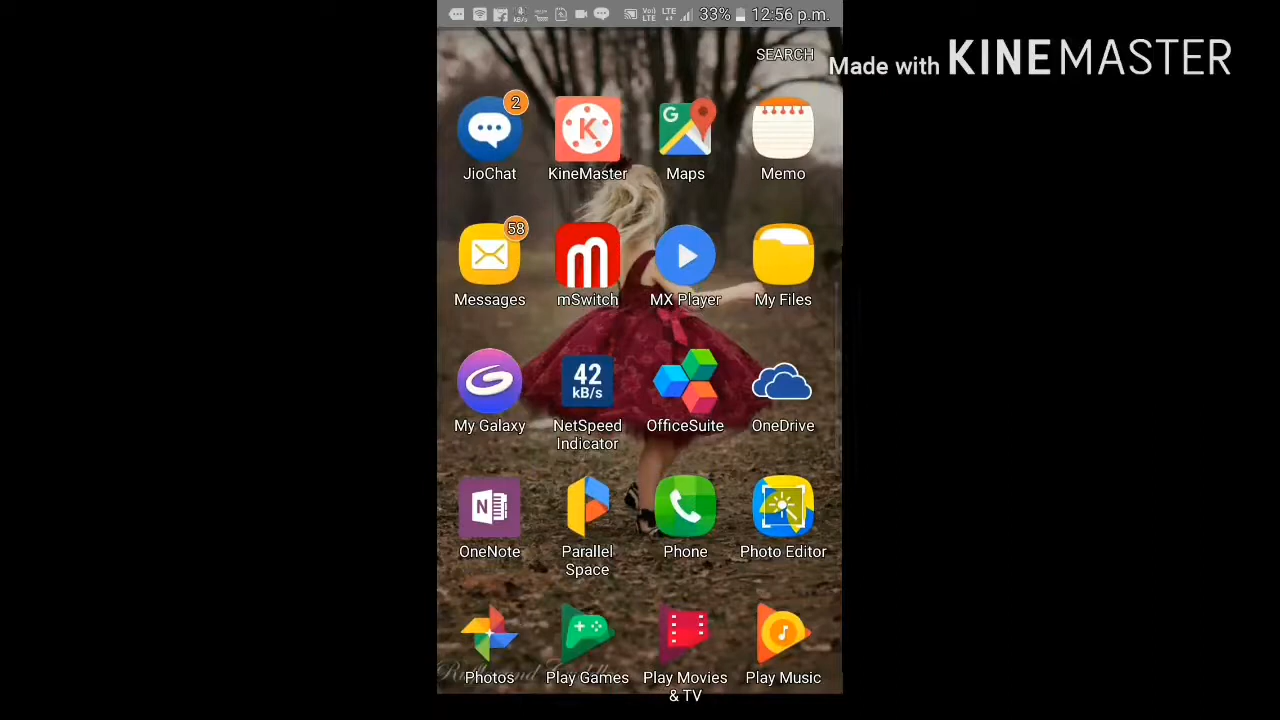 33% 12:56 p.m.
SEARCH
Made with KINEMASTER
2
JioChat KineMaster Maps Memo
58
Messages mSwitch MX Player My Files
42
kB/s
My Galaxy NetSpeed Indicator OfficeSuite OneDrive
OneNote Parallel Space Phone Photo Editor
Photos Play Games Play Movies & TV Play Music